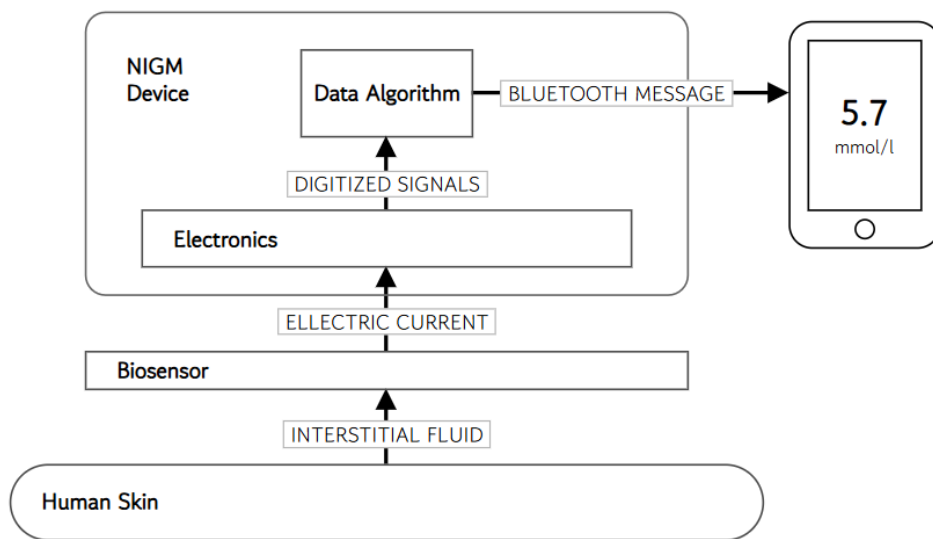 NIGM
Device
Data Algorithm
BLUETOOTH MESSAGE
5.7
mmol/l
DIGITIZED SIGNALS
Electronics
ELLECTRIC CURRENT
Biosensor
INTERSTITIAL FLUID
Human Skin